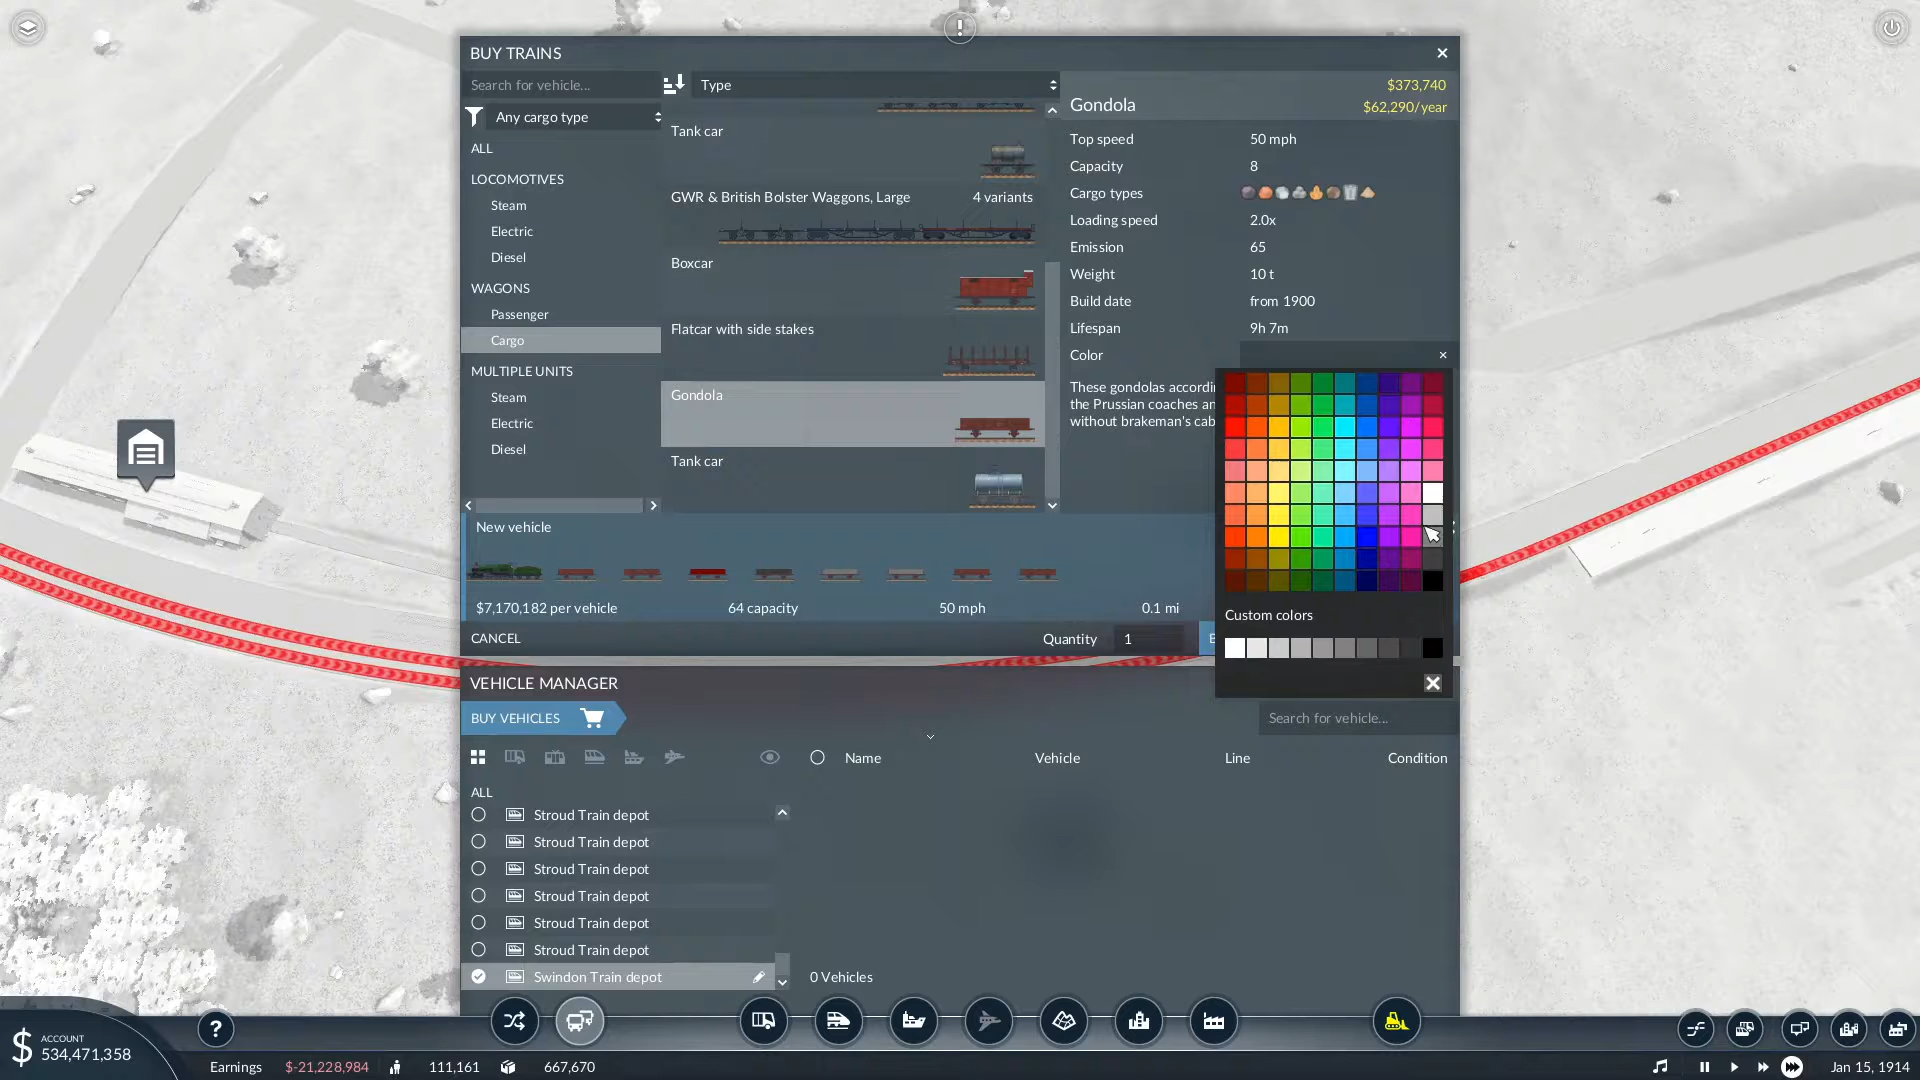 BUY TRAINS
Search for vehicle...
Type
Any cargo type
ALL
LOCOMOTIVES
Steam
Electric
Diesel
WAGONS
Passenger
Cargo
MULTIPLE UNITS
Steam
Electric
Diesel
Tank car
GWR & British Bolster Waggons, Large 4 variants
Boxcar
Flatcar with side stakes
Gondola
Tank car
$373,740
Gondola
$62,290/year
Top speed 50 mph
Capacity 8
Cargo types
Loading speed 2.0x
Emission 65
Weight 10 t
Build date from 1900
Lifespan 9h 7m
Color
These gondolas accordin
the Prussian coaches an
without brakeman's cab
Custom colors
New vehicle
$7,170,182 per vehicle 64 capacity 50 mph 0.1 mi
CANCEL Quantity 1 B
VEHICLE MANAGER
BUY VEHICLES
Search for vehicle...
Name Vehicle Line Condition
ALL
Stroud Train depot
Stroud Train depot
Stroud Train depot
Stroud Train depot
Stroud Train depot
Stroud Train depot
Swindon Train depot 0 Vehicles
$ ACCOUNT
534,471,358
?
Earnings $-21,228,984 111,161 667,670 Jan 15, 1914